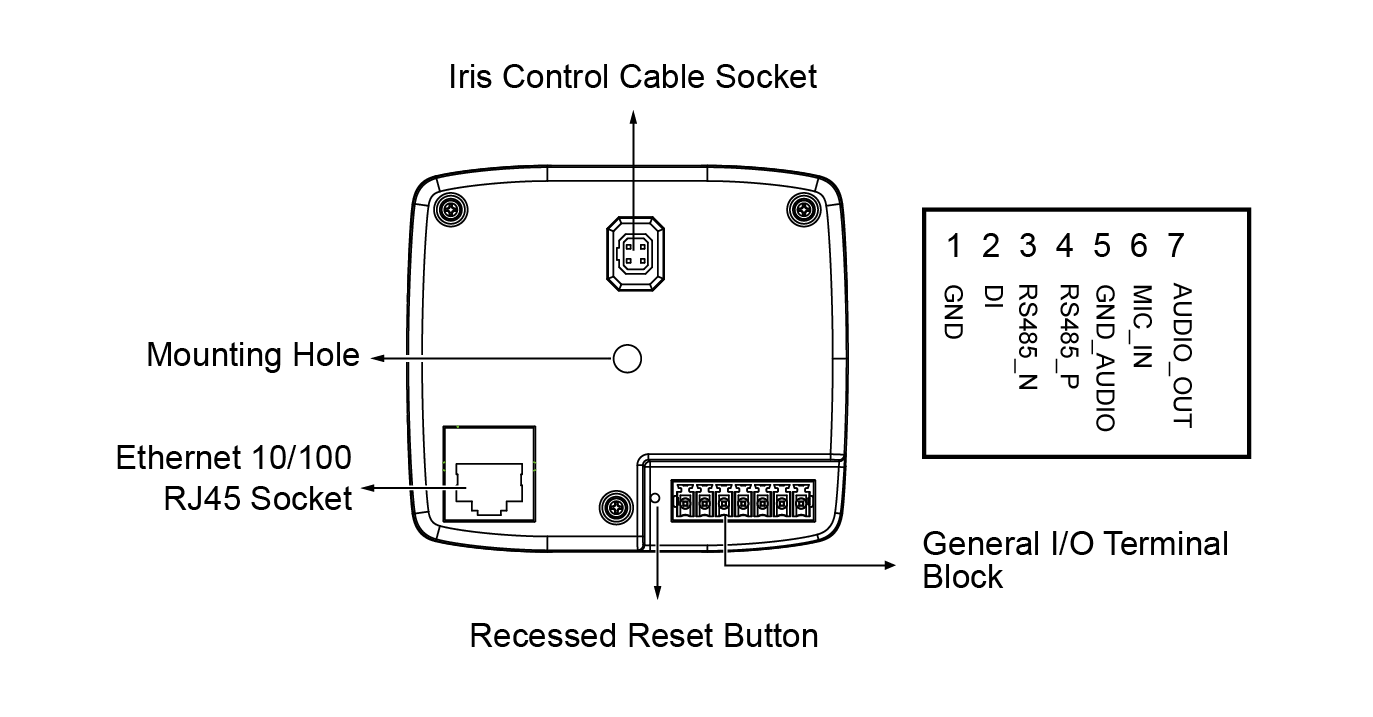 Iris Control Cable Socket
1 2 3 4 5 6 7
GND
DI
RS485_N
RS485_P
GND_AUDIO
MIC_IN
AUDIO_OUT
Mounting Hole
Ethernet 10/100
RJ45 Socket
General I/O Terminal
Block
Recessed Reset Button